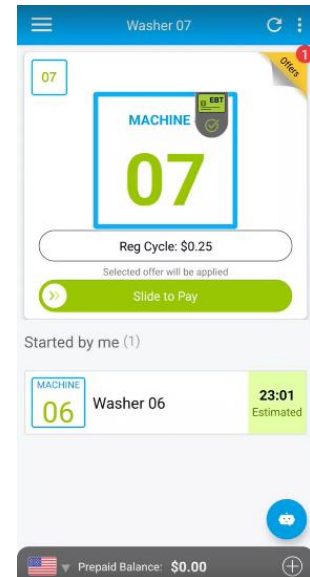 Washer 07
07
Offers
1
EBT
MACHINE
07
Reg Cycle: $0.25
Selected offer will be applied
Slide to Pay
Started by me (1)
MACHINE
06
Washer 06
23:01
Estimated
Prepaid Balance: $0.00